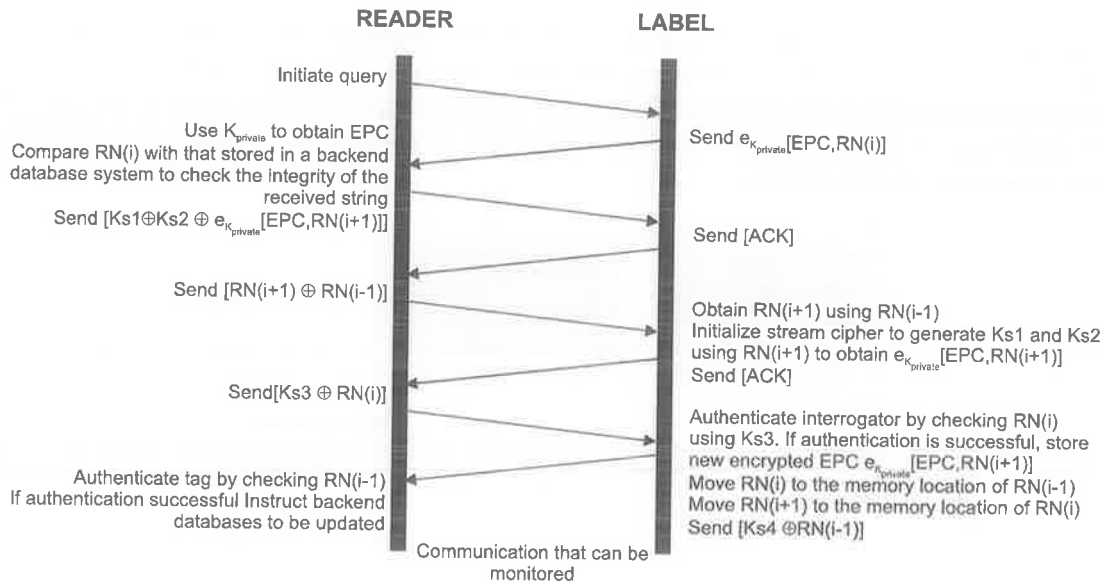 READER
LABEL
Initiate query
Use K_private to obtain EPC
Compare RN(i) with that stored in a backend
database system to check the integrity of the
received string
Send [Ks1⊕Ks2 ⊕ e_K_private[EPC,RN(i+1)]]
Send [RN(i+1) ⊕ RN(i-1)]
Send[Ks3 ⊕ RN(i)]
Authenticate tag by checking RN(i-1)
If authentication successful Instruct backend
databases to be updated
Send e_K_private[EPC,RN(i)]
Send [ACK]
Obtain RN(i+1) using RN(i-1)
Initialize stream cipher to generate Ks1 and Ks2
using RN(i+1) to obtain e_K_private[EPC,RN(i+1)]
Send [ACK]
Authenticate interrogator by checking RN(i)
using Ks3. If authentication is successful, store
new encrypted EPC e_K_private[EPC,RN(i+1)]
Move RN(i) to the memory location of RN(i-1)
Move RN(i+1) to the memory location of RN(i)
Send [Ks4 ⊕RN(i-1)]
Communication that can be
monitored